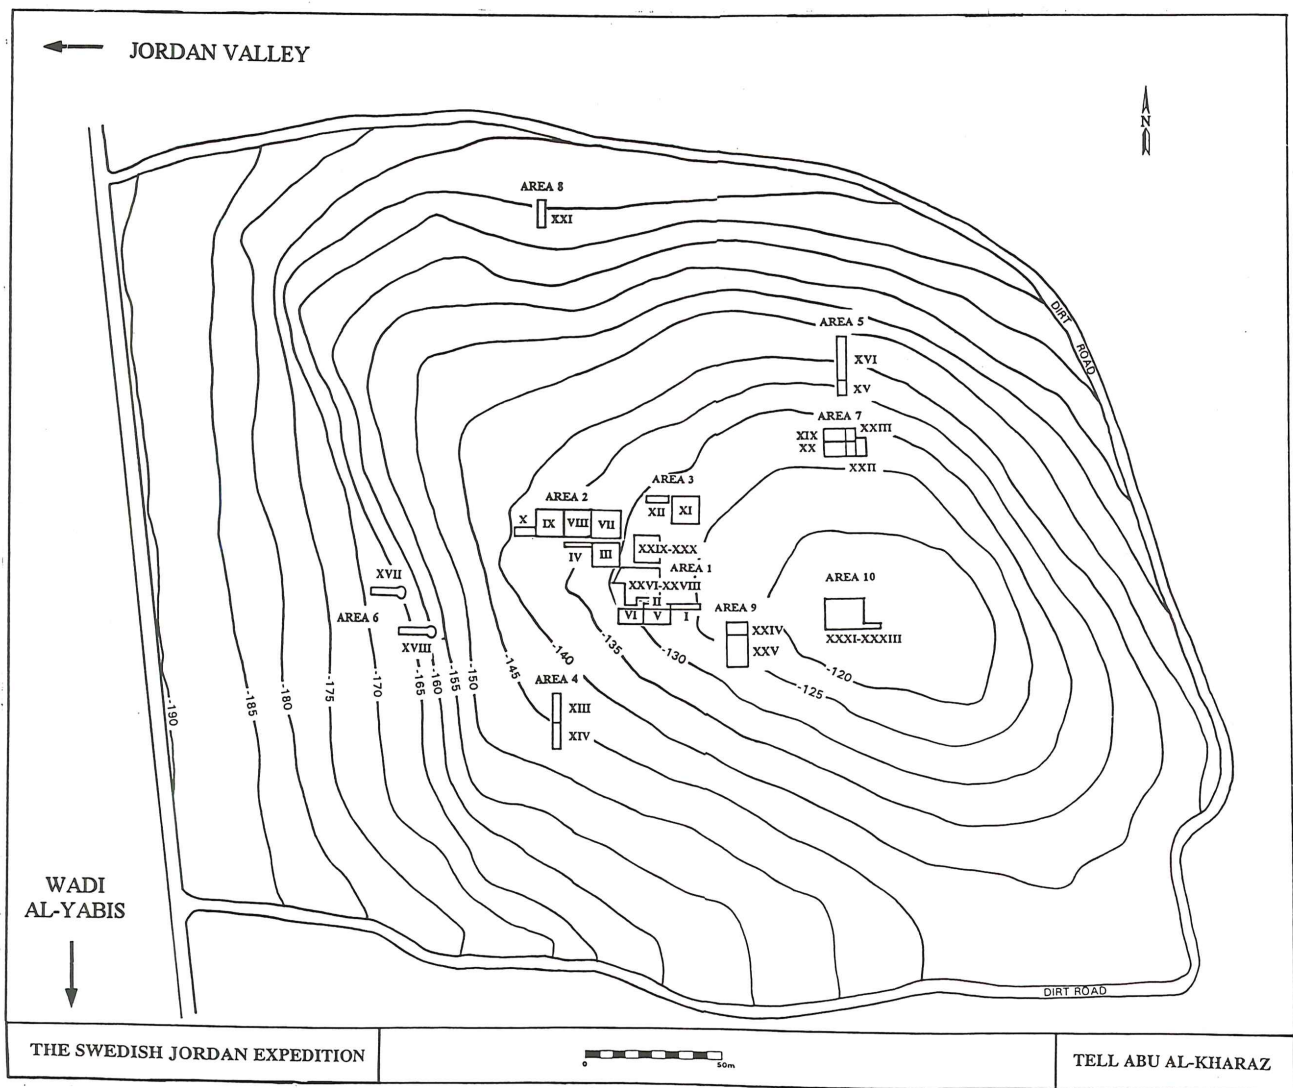 JORDAN VALLEY
N
AREA 8
XXI
DIRT ROAD
AREA 5
XVI
XV
AREA 7
XIX
XXIII
XX
XXII
AREA 3
XII
XI
AREA 2
X
IX
VIII
VII
IV
III
XXIX-XXX
AREA 1
XXVI-XXVIII
II
VI
V
I
AREA 9
XXIV
XXV
AREA 10
XXXI-XXXIII
XVII
AREA 6
XVIII
AREA 4
XIII
XIV
-190
-185
-180
-175
-170
-165
-160
-155
-150
-145
-140
-135
-130
-125
-120
WADI
AL-YABIS
DIRT ROAD
THE SWEDISH JORDAN EXPEDITION
0
50m
TELL ABU AL-KHARAZ